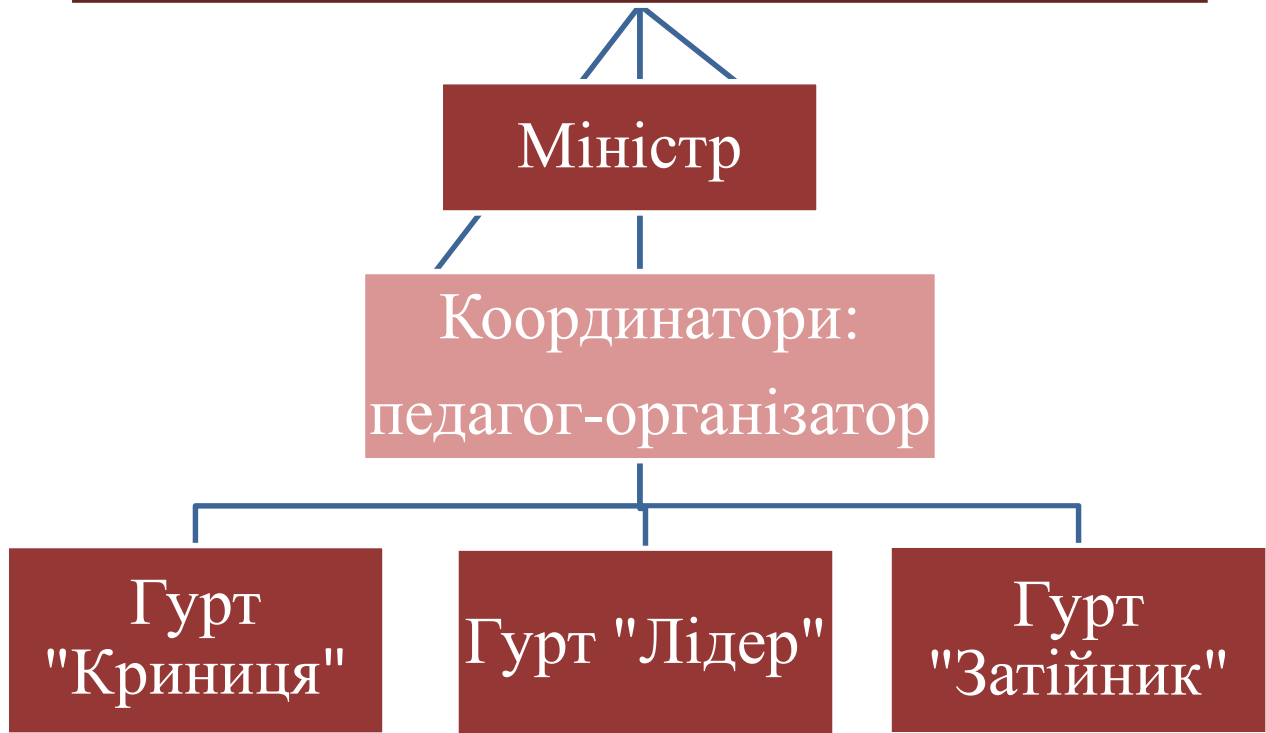 Міністр
Координатори:
педагог-організатор
Гурт
"Криниця"
Гурт "Лідер"
Гурт
"Затійник"